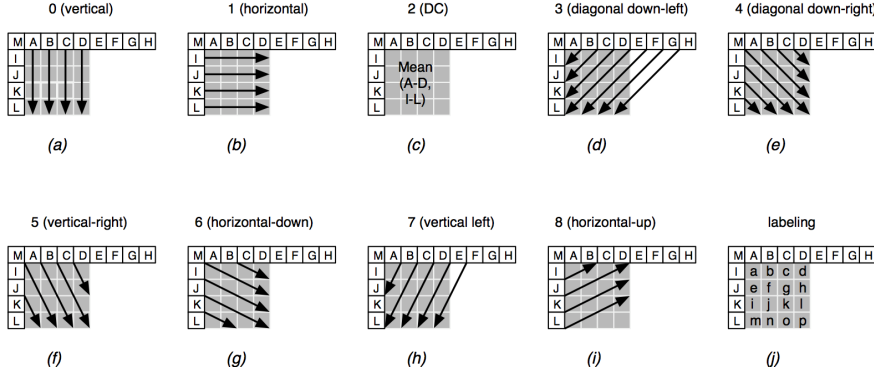 0 (vertical)
1 (horizontal)
2 (DC)
3 (diagonal down-left)
4 (diagonal down-right)
M A B C D E F G H
I
J
K
L
M A B C D E F G H
I
J
K
L
M A B C D E F G H
I
J
K
L
Mean
(A-D,
I-L)
M A B C D E F G H
I
J
K
L
M A B C D E F G H
I
J
K
L
(a)
(b)
(c)
(d)
(e)
5 (vertical-right)
6 (horizontal-down)
7 (vertical left)
8 (horizontal-up)
labeling
M A B C D E F G H
I
J
K
L
M A B C D E F G H
I
J
K
L
M A B C D E F G H
I
J
K
L
M A B C D E F G H
I
J
K
L
M A B C D E F G H
I a b c d
J e f g h
K i j k l
L m n o p
(f)
(g)
(h)
(i)
(j)